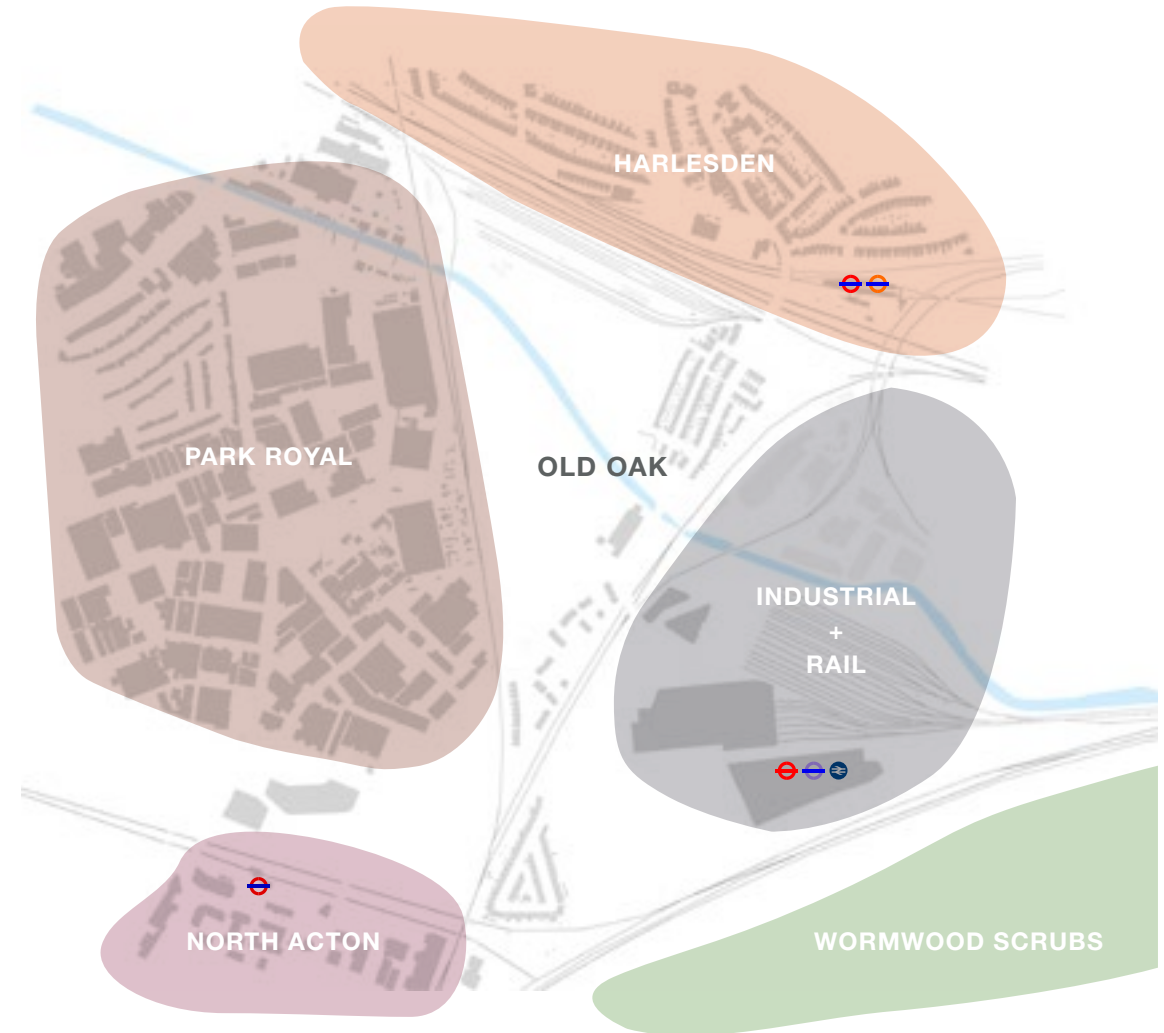 HARLESDEN
PARK ROYAL
OLD OAK
INDUSTRIAL
+
RAIL
NORTH ACTON
WORMWOOD SCRUBS